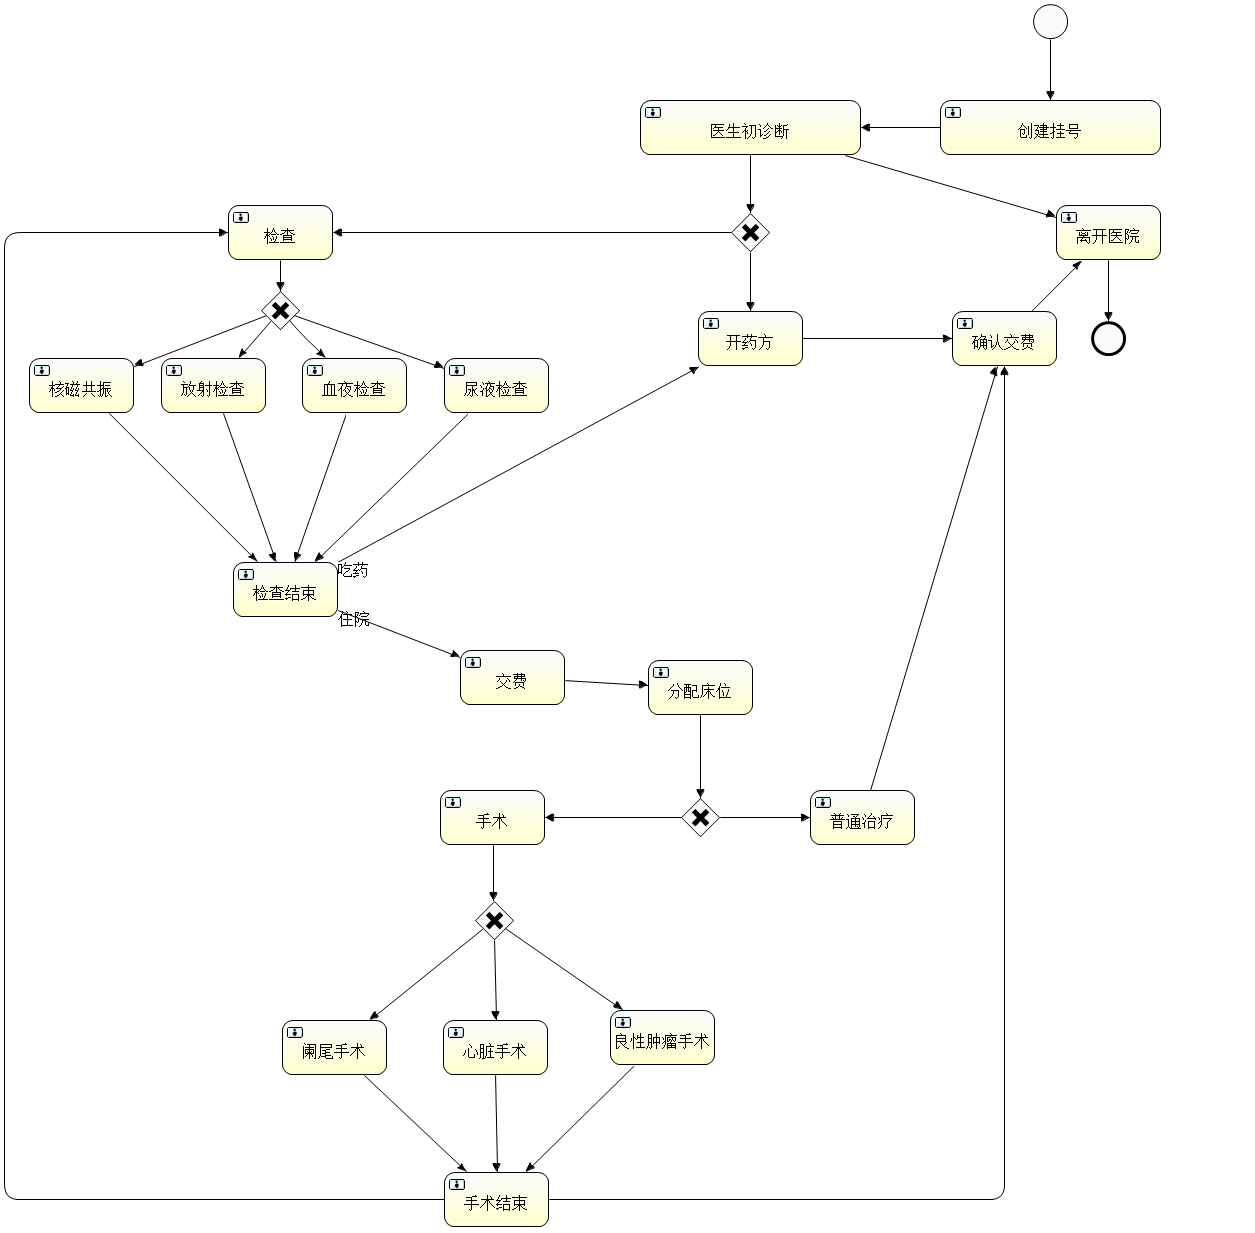 医生初诊断
创建挂号
检查
离开医院
开药方
确认交费
核磁共振
放射检查
血夜检查
尿液检查
吃药
检查结束
住院
交费
分配床位
手术
普通治疗
阑尾手术
心脏手术
良性肿瘤手术
手术结束